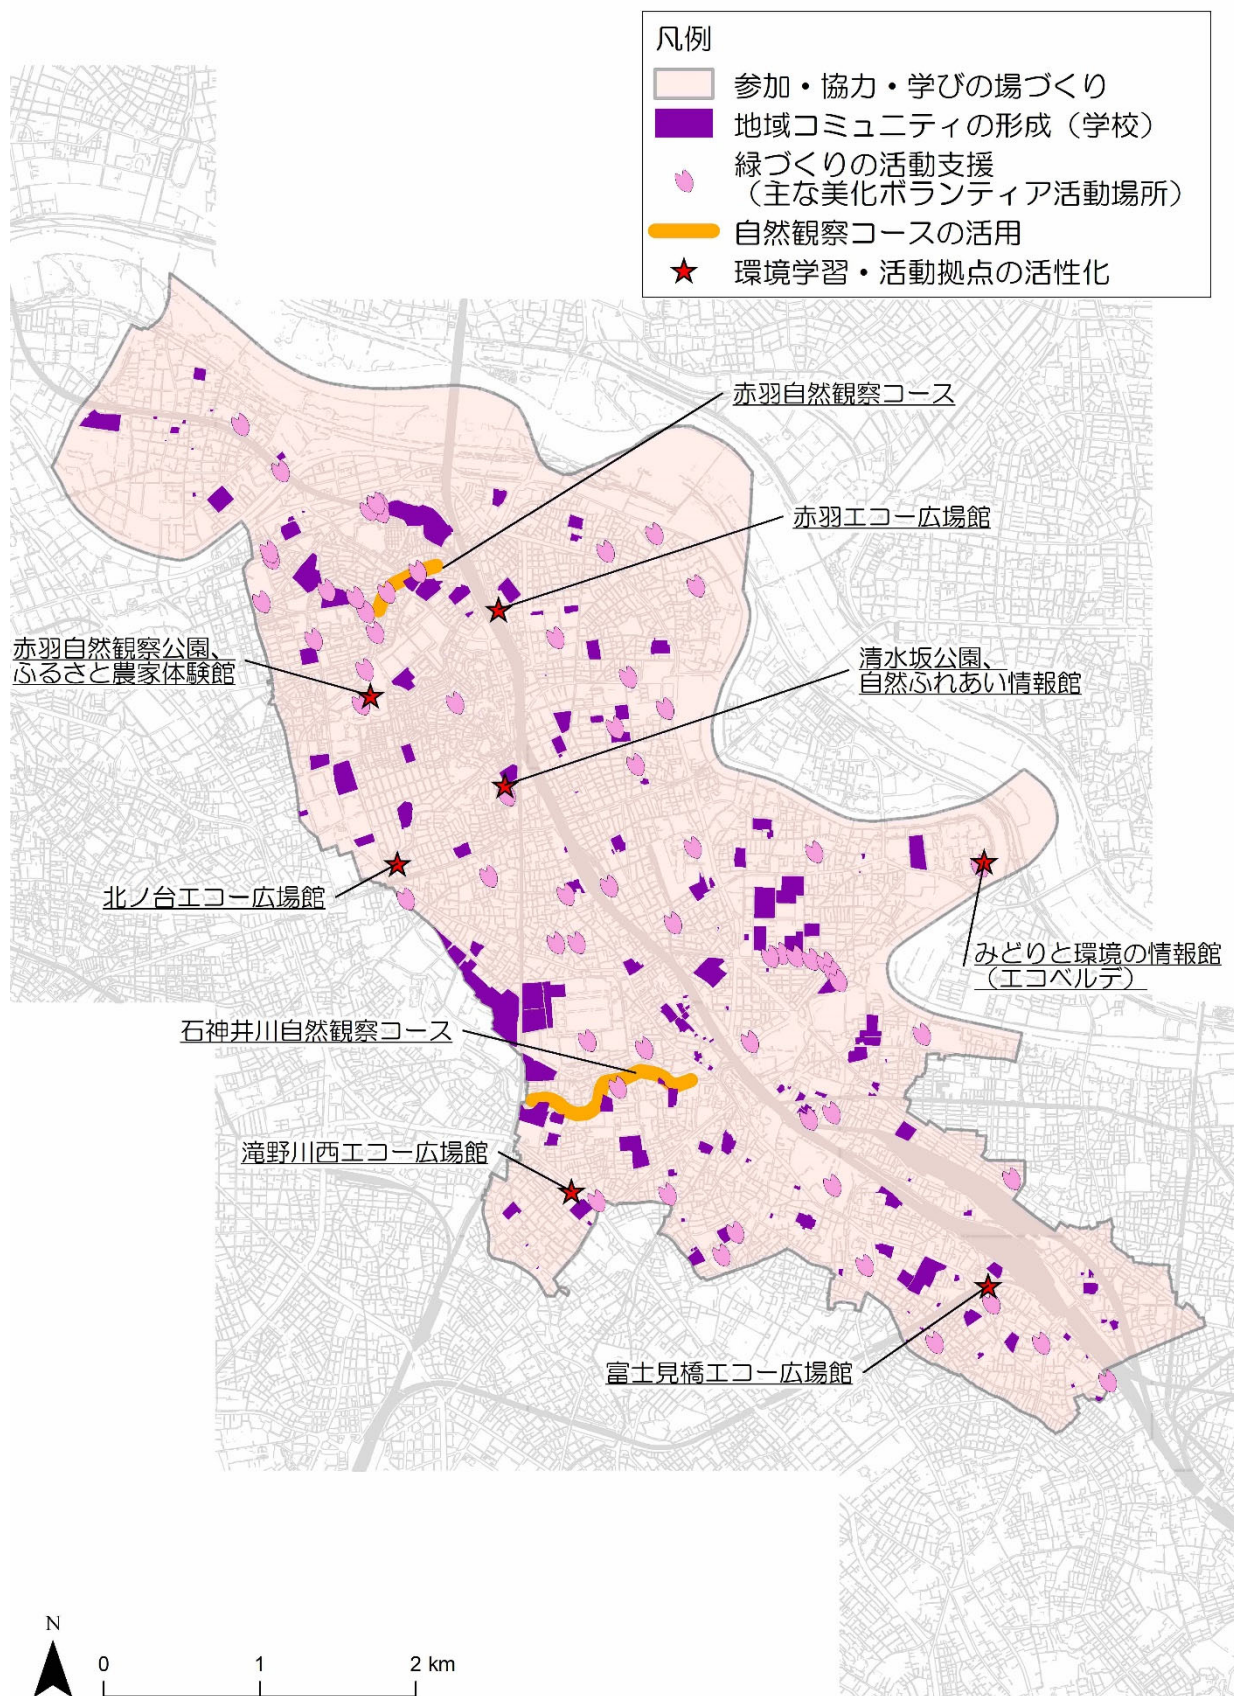 凡例
参加・協力・学びの場づくり
地域コミュニティの形成（学校）
緑づくりの活動支援
（主な美化ボランティア活動場所）
自然観察コースの活用
環境学習・活動拠点の活性化
赤羽自然観察コース
赤羽エコー広場館
赤羽自然観察公園、
ふるさと農家体験館
清水坂公園、
自然ふれあい情報館
北ノ台エコー広場館
みどりと環境の情報館
（エコベルデ）
石神井川自然観察コース
滝野川西エコー広場館
富士見橋エコー広場館
N
0 1 2 km